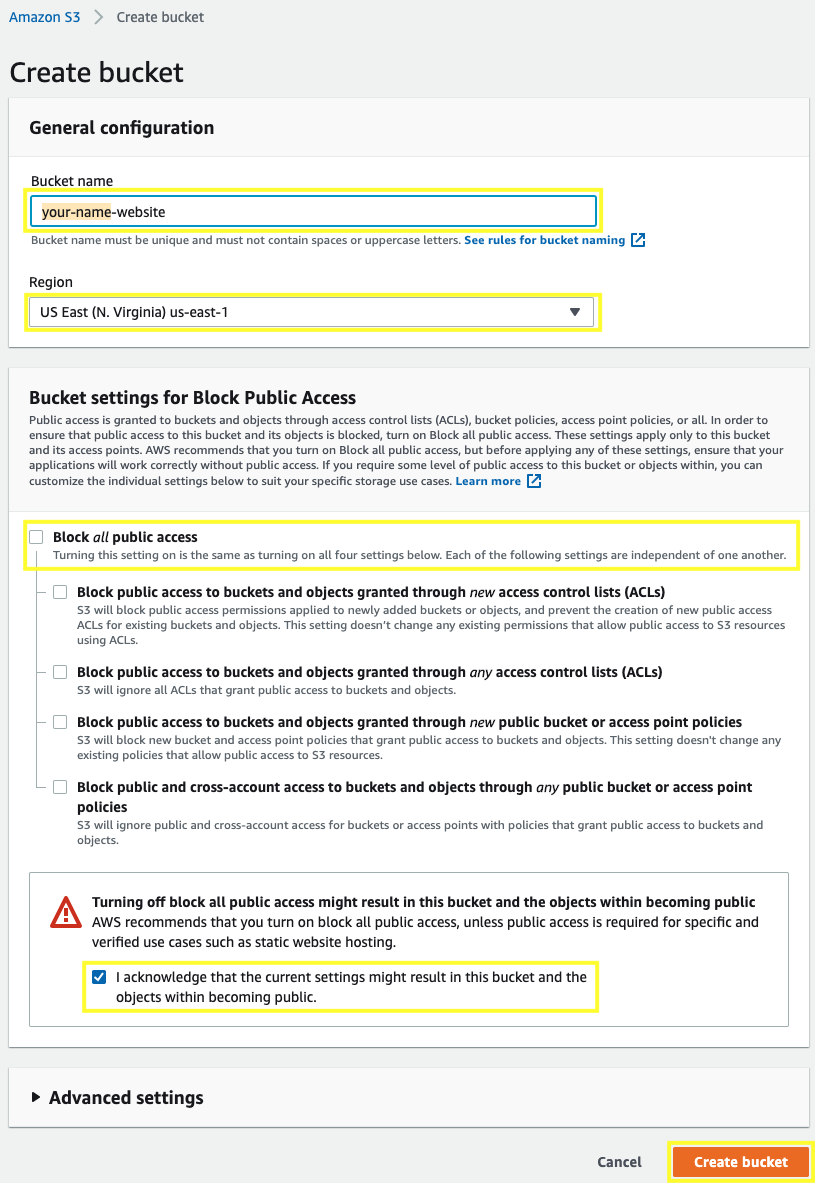 Amazon S3 > Create bucket
Create bucket
General configuration
Bucket name
your-name-website
Bucket name must be unique and must not contain spaces or uppercase letters. See rules for bucket naming
Region
US East (N. Virginia) us-east-1
Bucket settings for Block Public Access
Public access is granted to buckets and objects through access control lists (ACLs), bucket policies, access point policies, or all. In order to
ensure that public access to this bucket and its objects is blocked, turn on Block all public access. These settings apply only to this bucket
and its access points. AWS recommends that you turn on Block all public access, but before applying any of these settings, ensure that your
applications will work correctly without public access. If you require some level of public access to this bucket or objects within, you can
customize the individual settings below to suit your specific storage use cases. Learn more
Block all public access
Turning this setting on is the same as turning on all four settings below. Each of the following settings are independent of one another.
Block public access to buckets and objects granted through new access control lists (ACLs)
S3 will block public access permissions applied to newly added buckets or objects, and prevent the creation of new public access
ACLs for existing buckets and objects. This setting doesn't change any existing permissions that allow public access to S3 resources
using ACLs.
Block public access to buckets and objects granted through any access control lists (ACLs)
S3 will ignore all ACLs that grant public access to buckets and objects.
Block public access to buckets and objects granted through new public bucket or access point policies
S3 will block new bucket and access point policies that grant public access to buckets and objects. This setting doesn't change any
existing policies that allow public access to S3 resources.
Block public and cross-account access to buckets and objects through any public bucket or access point
policies
S3 will ignore public and cross-account access for buckets or access points with policies that grant public access to buckets and
objects.
Turning off block all public access might result in this bucket and the objects within becoming public
AWS recommends that you turn on block all public access, unless public access is required for specific and
verified use cases such as static website hosting.
I acknowledge that the current settings might result in this bucket and the
objects within becoming public.
Advanced settings
Cancel Create bucket